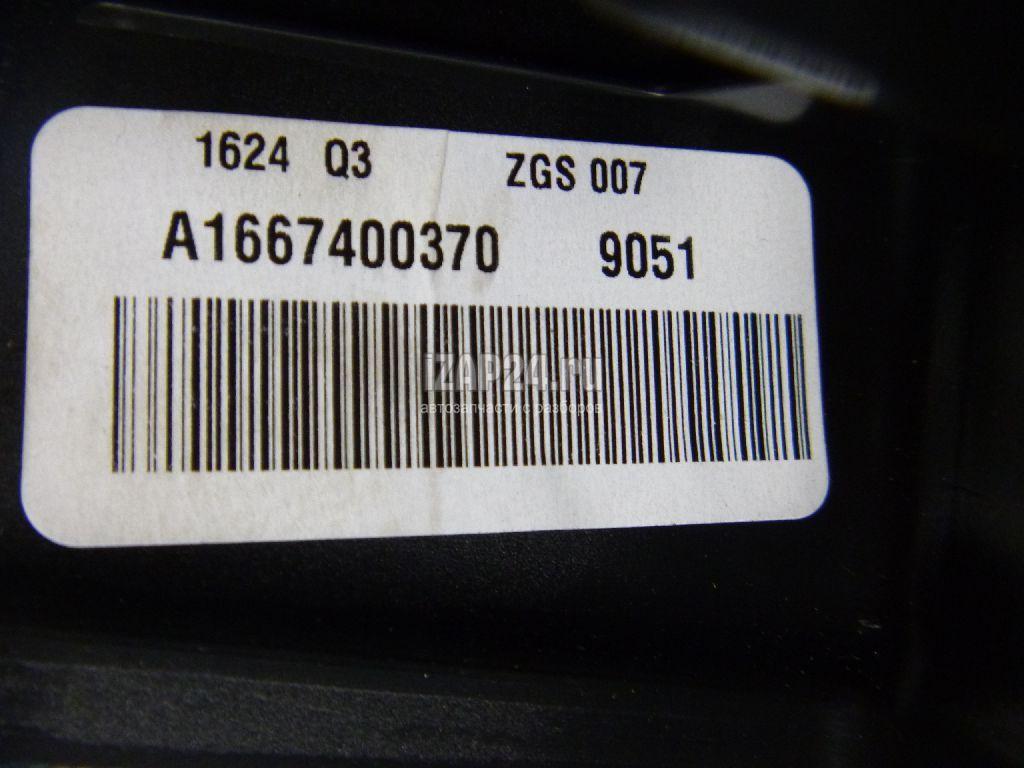 1624 Q3 ZGS 007
A1667400370 9051
iZAP24.ru
автозапчасти с разборов